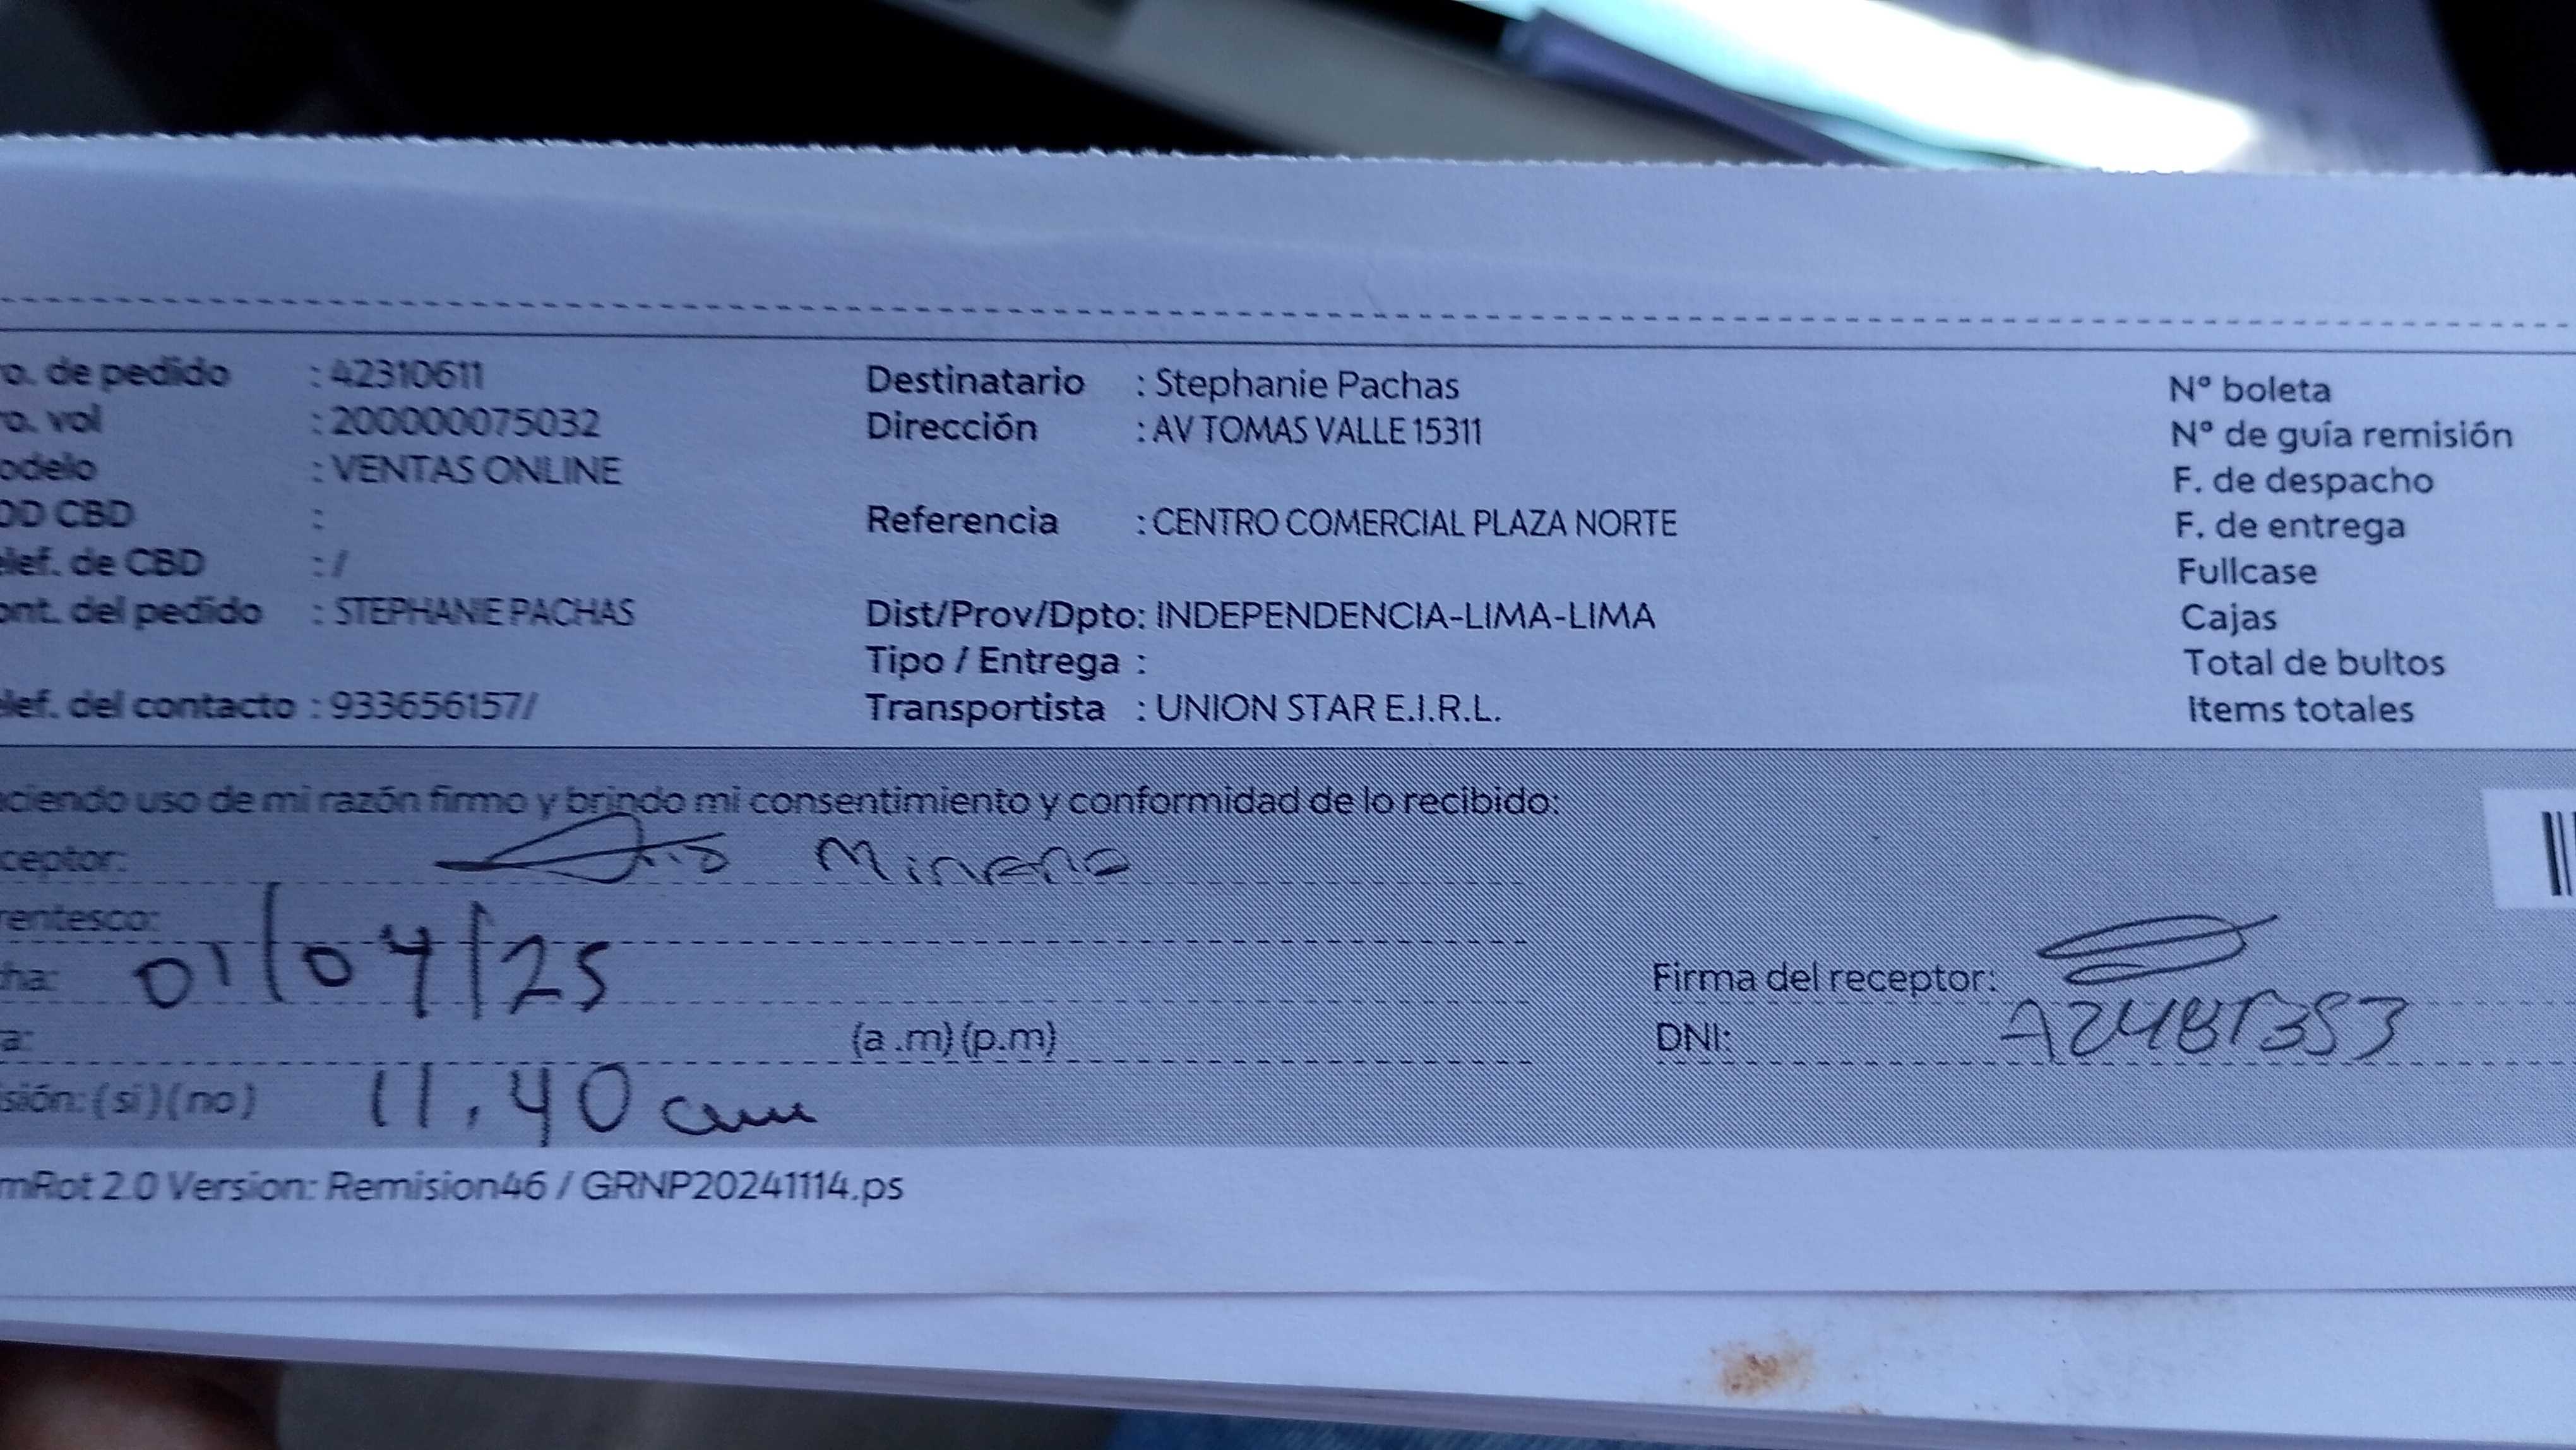 o. de pedido : 42310611
o. vol : 200000075032
odelo : VENTAS ONLINE
DD CBD :
lef. de CBD : /
ont. del pedido : STEPHANIE PACHAS
lef. del contacto : 933656157/
Destinatario : Stephanie Pachas
Dirección : AV TOMAS VALLE 15311
Referencia : CENTRO COMERCIAL PLAZA NORTE
Dist/Prov/Dpto: INDEPENDENCIA-LIMA-LIMA
Tipo / Entrega :
Transportista : UNION STAR E.I.R.L.
Nº boleta
Nº de guía remisión
F. de despacho
F. de entrega
Fullcase
Cajas
Total de bultos
Items totales
ciendo uso de mi razón firmo y brindo mi consentimiento y conformidad de lo recibido:
ceptor:
rentesco:
ha: 01/04/25
a: (a .m) (p.m)
sión: (si) (no) 11.40 am
Firma del receptor:
DNI:
mRot 2.0 Version: Remision46 / GRNP20241114.ps